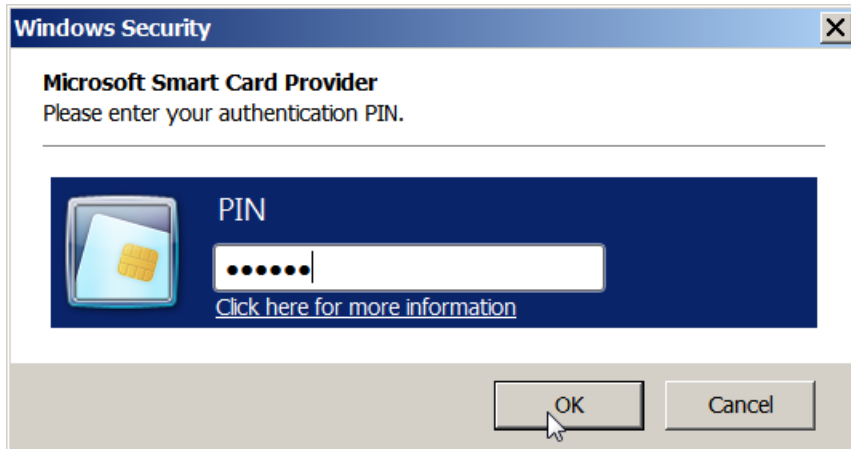 Windows Security
Microsoft Smart Card Provider
Please enter your authentication PIN.
PIN
••••••
Click here for more information
OK Cancel